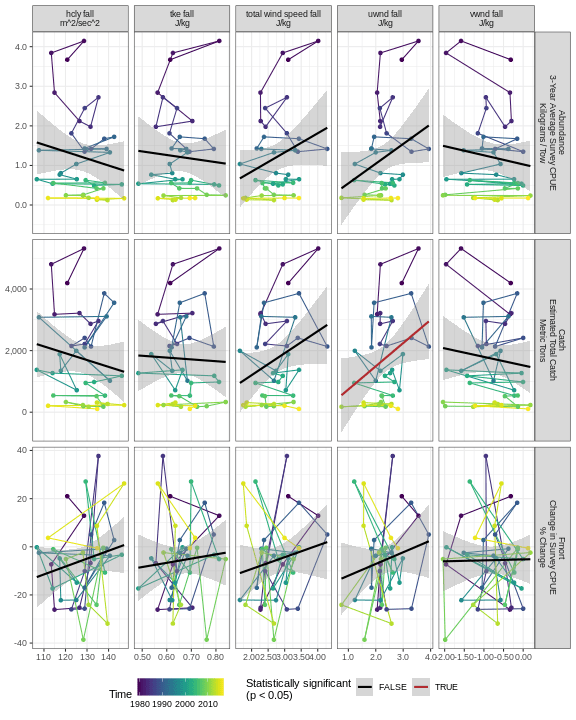 hcly fall
m^2/sec^2
tke fall
J/kg
total wind speed fall
J/kg
uwnd fall
J/kg
vwnd fall
J/kg
4.0
3.0
2.0
1.0
0.0
Abundance
3-Year Average Survey CPUE
Kilograms / Tow
4,000
2,000
0
Catch
Estimated Total Catch
Metric Tons
40
20
0
-20
-40
Fmort
Change in Survey CPUE
% Change
110 120 130 140
0.50 0.60 0.70 0.80
2.00 2.50 3.00 3.50 4.00
1.0 2.0 3.0 4.0
-2.00 -1.50 -1.00 -0.50 0.00
Time
1980 1990 2000 2010
Statistically significant
(p < 0.05)
FALSE
TRUE